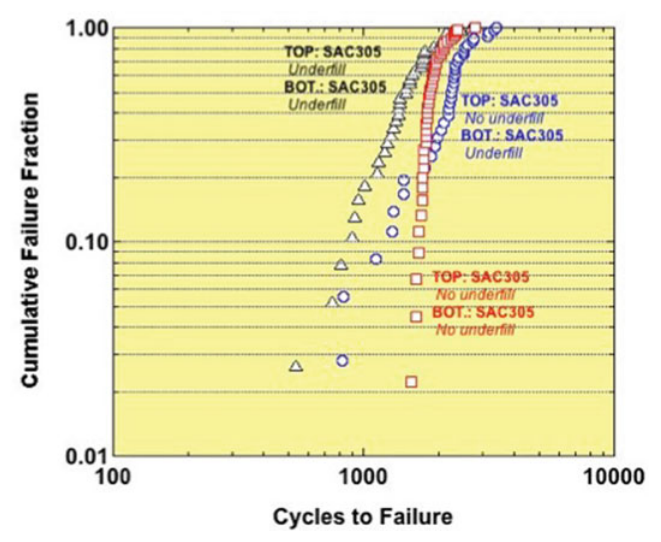 1.00
TOP: SAC305
Underfill
BOT.: SAC305
Underfill
TOP: SAC305
No underfill
BOT.: SAC305
Underfill
Cumulative Failure Fraction
0.10
TOP: SAC305
No underfill
BOT.: SAC305
No underfill
0.01
100
1000
10000
Cycles to Failure